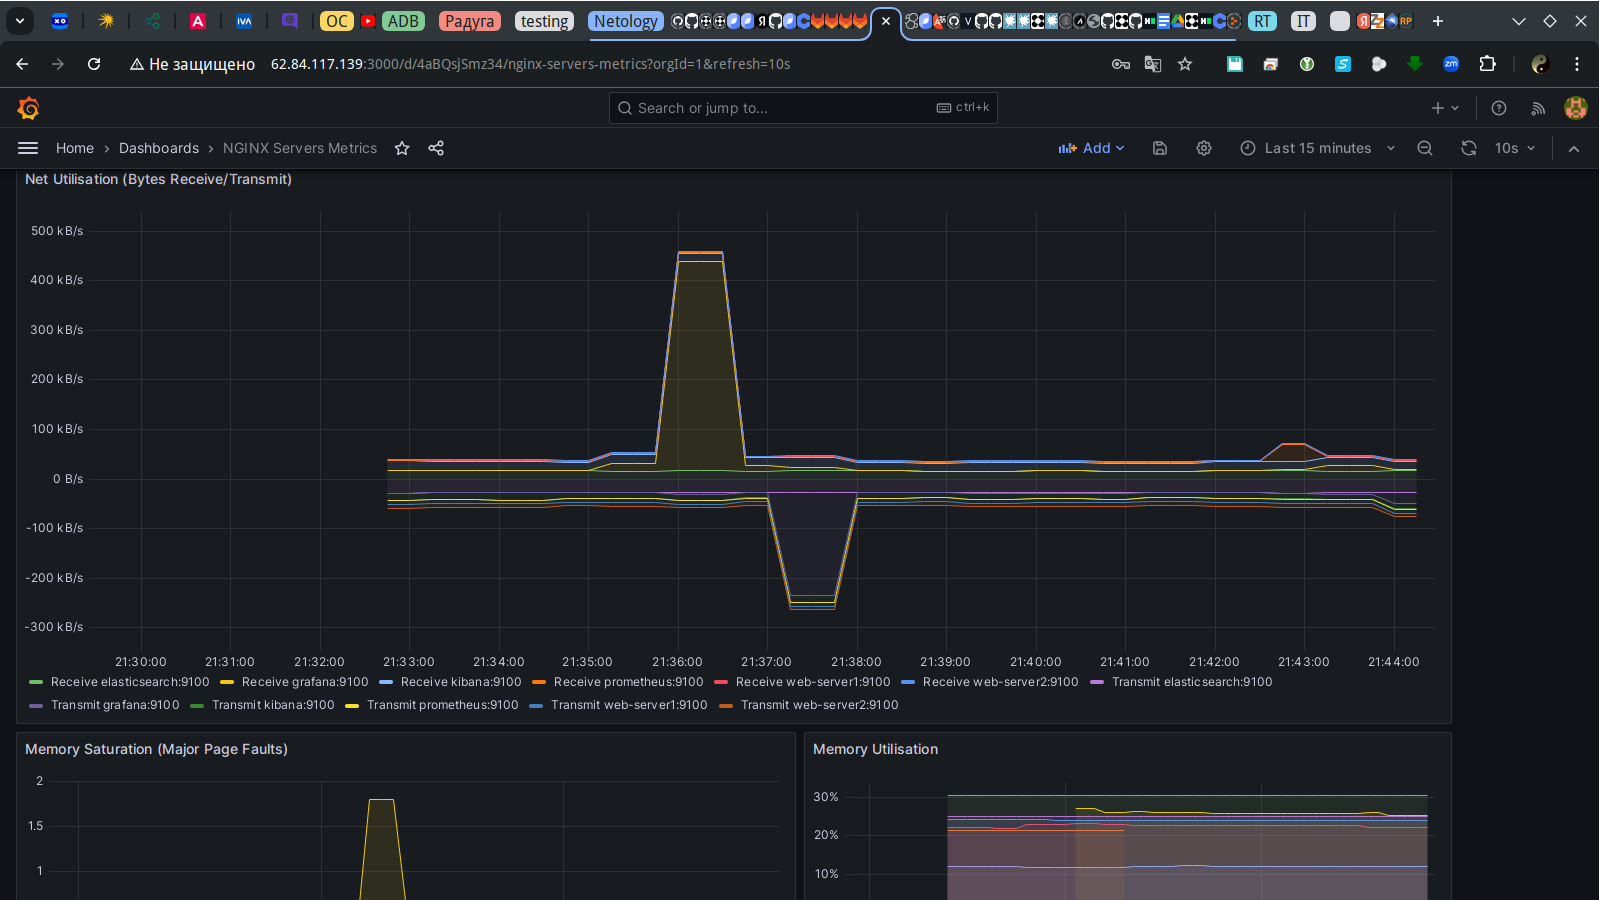 OC ADB Радуга testing Netology RT IT
Не защищено 62.84.117.139:3000/d/4aBQsjSmz34/nginx-servers-metrics?orgId=1&refresh=10s
Search or jump to... ctrl+k
Home › Dashboards › NGINX Servers Metrics Add Last 15 minutes 10s
Net Utilisation (Bytes Receive/Transmit)
500 kB/s
400 kB/s
300 kB/s
200 kB/s
100 kB/s
0 B/s
-100 kB/s
-200 kB/s
-300 kB/s
21:30:00 21:31:00 21:32:00 21:33:00 21:34:00 21:35:00 21:36:00 21:37:00 21:38:00 21:39:00 21:40:00 21:41:00 21:42:00 21:43:00 21:44:00
Receive elasticsearch:9100 Receive grafana:9100 Receive kibana:9100 Receive prometheus:9100 Receive web-server1:9100 Receive web-server2:9100 Transmit elasticsearch:9100
Transmit grafana:9100 Transmit kibana:9100 Transmit prometheus:9100 Transmit web-server1:9100 Transmit web-server2:9100
Memory Saturation (Major Page Faults)
2
1.5
1
Memory Utilisation
30%
20%
10%